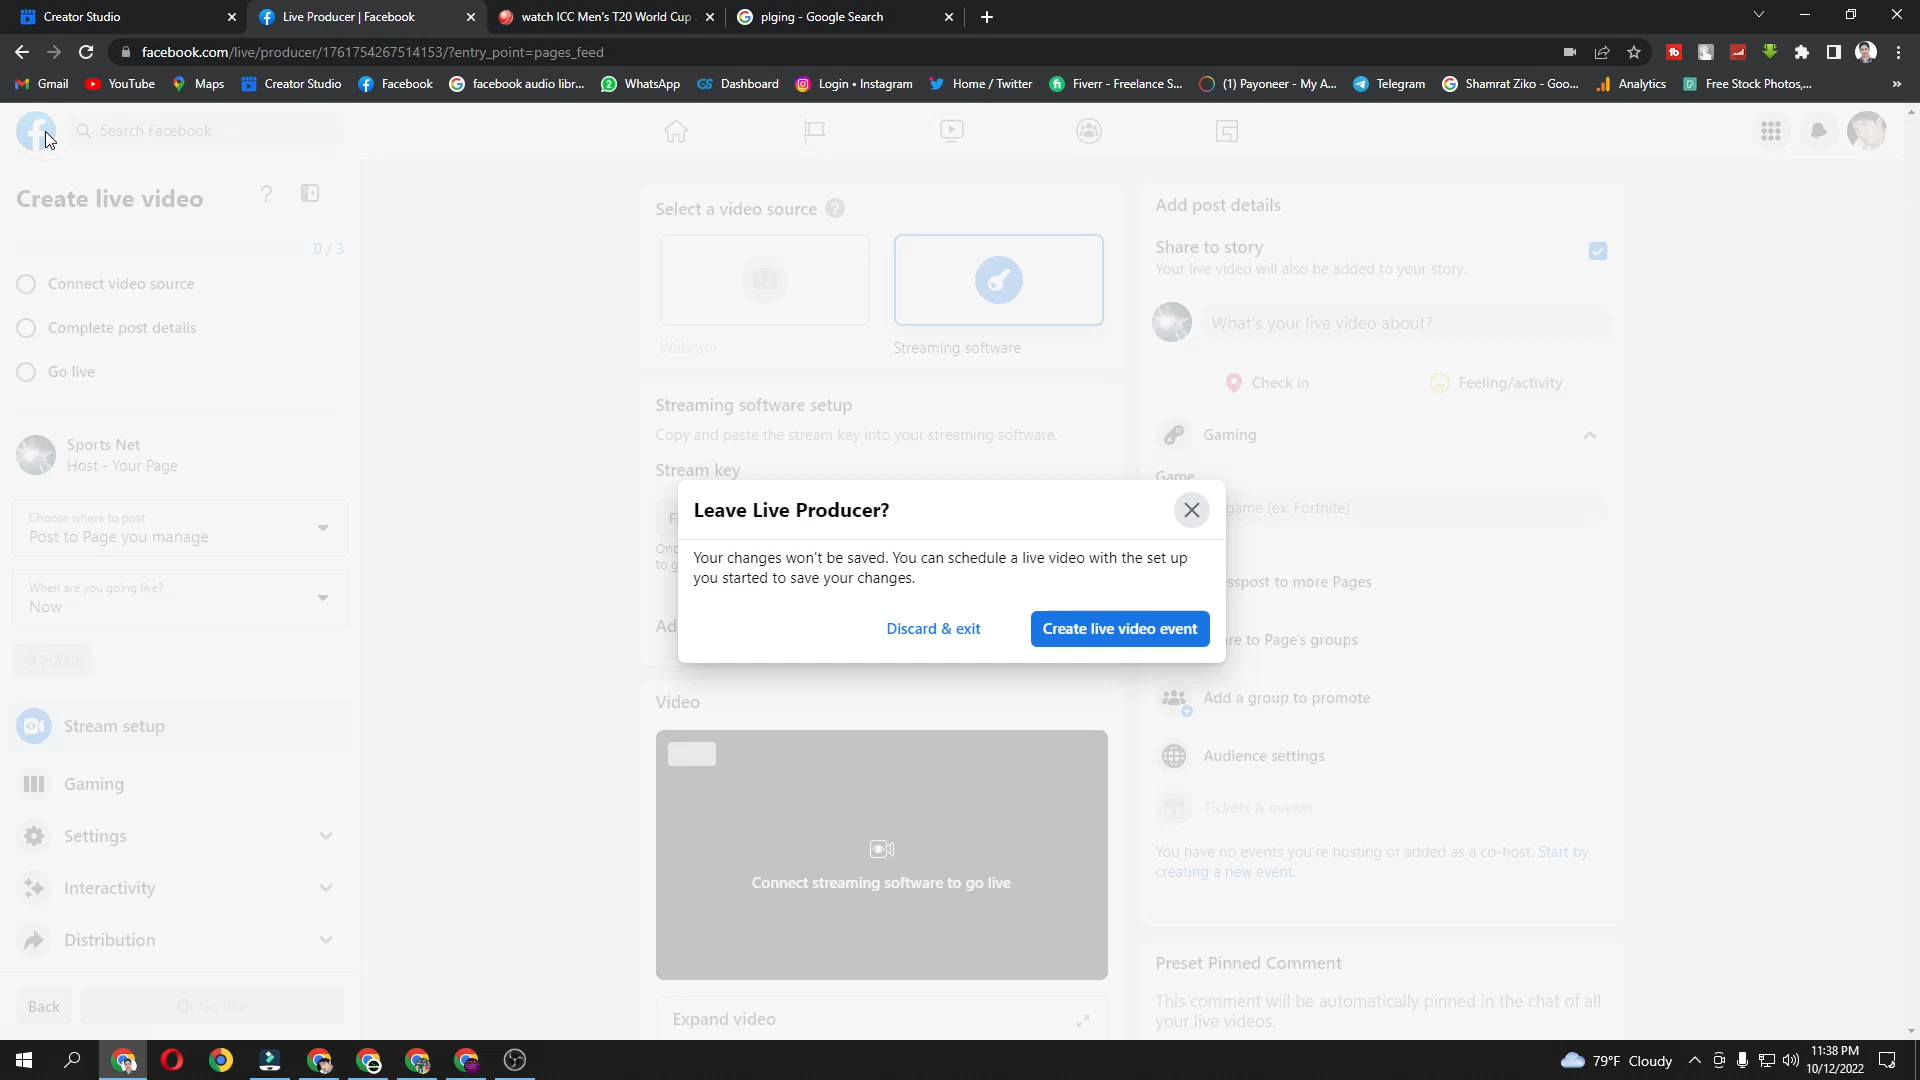 Creator Studio
Live Producer | Facebook
watch ICC Men's T20 World Cup
plging - Google Search
facebook.com/live/producer/1761754267514153/?entry_point=pages_feed
Gmail
YouTube
Maps
Creator Studio
Facebook
facebook audio libr...
WhatsApp
Dashboard
Login • Instagram
Home / Twitter
Fiverr - Freelance S...
(1) Payoneer - My A...
Telegram
Shamrat Ziko - Goo...
Analytics
Free Stock Photos,...
Search Facebook
Create live video
0 / 3
Connect video source
Complete post details
Go live
Sports Net
Host - Your Page
Choose where to post
Post to Page you manage
When are you going live?
Now
Public
Stream setup
Gaming
Settings
Interactivity
Distribution
Back
Go live
Select a video source
Webcam
Streaming software
Streaming software setup
Copy and paste the stream key into your streaming software.
Stream key
Leave Live Producer?
Your changes won't be saved. You can schedule a live video with the set up
you started to save your changes.
Discard & exit
Create live video event
Video
Connect streaming software to go live
Expand video
Add post details
Share to story
Your live video will also be added to your story.
What's your live video about?
Check in
Feeling/activity
Gaming
Game
game (ex: Fortnite)
sspost to more Pages
re to Page's groups
Add a group to promote
Audience settings
Tickets & events
You have no events you're hosting or added as a co-host. Start by
creating a new event.
Preset Pinned Comment
This comment will be automatically pinned in the chat of all
your live videos.
79°F Cloudy
11:38 PM
10/12/2022